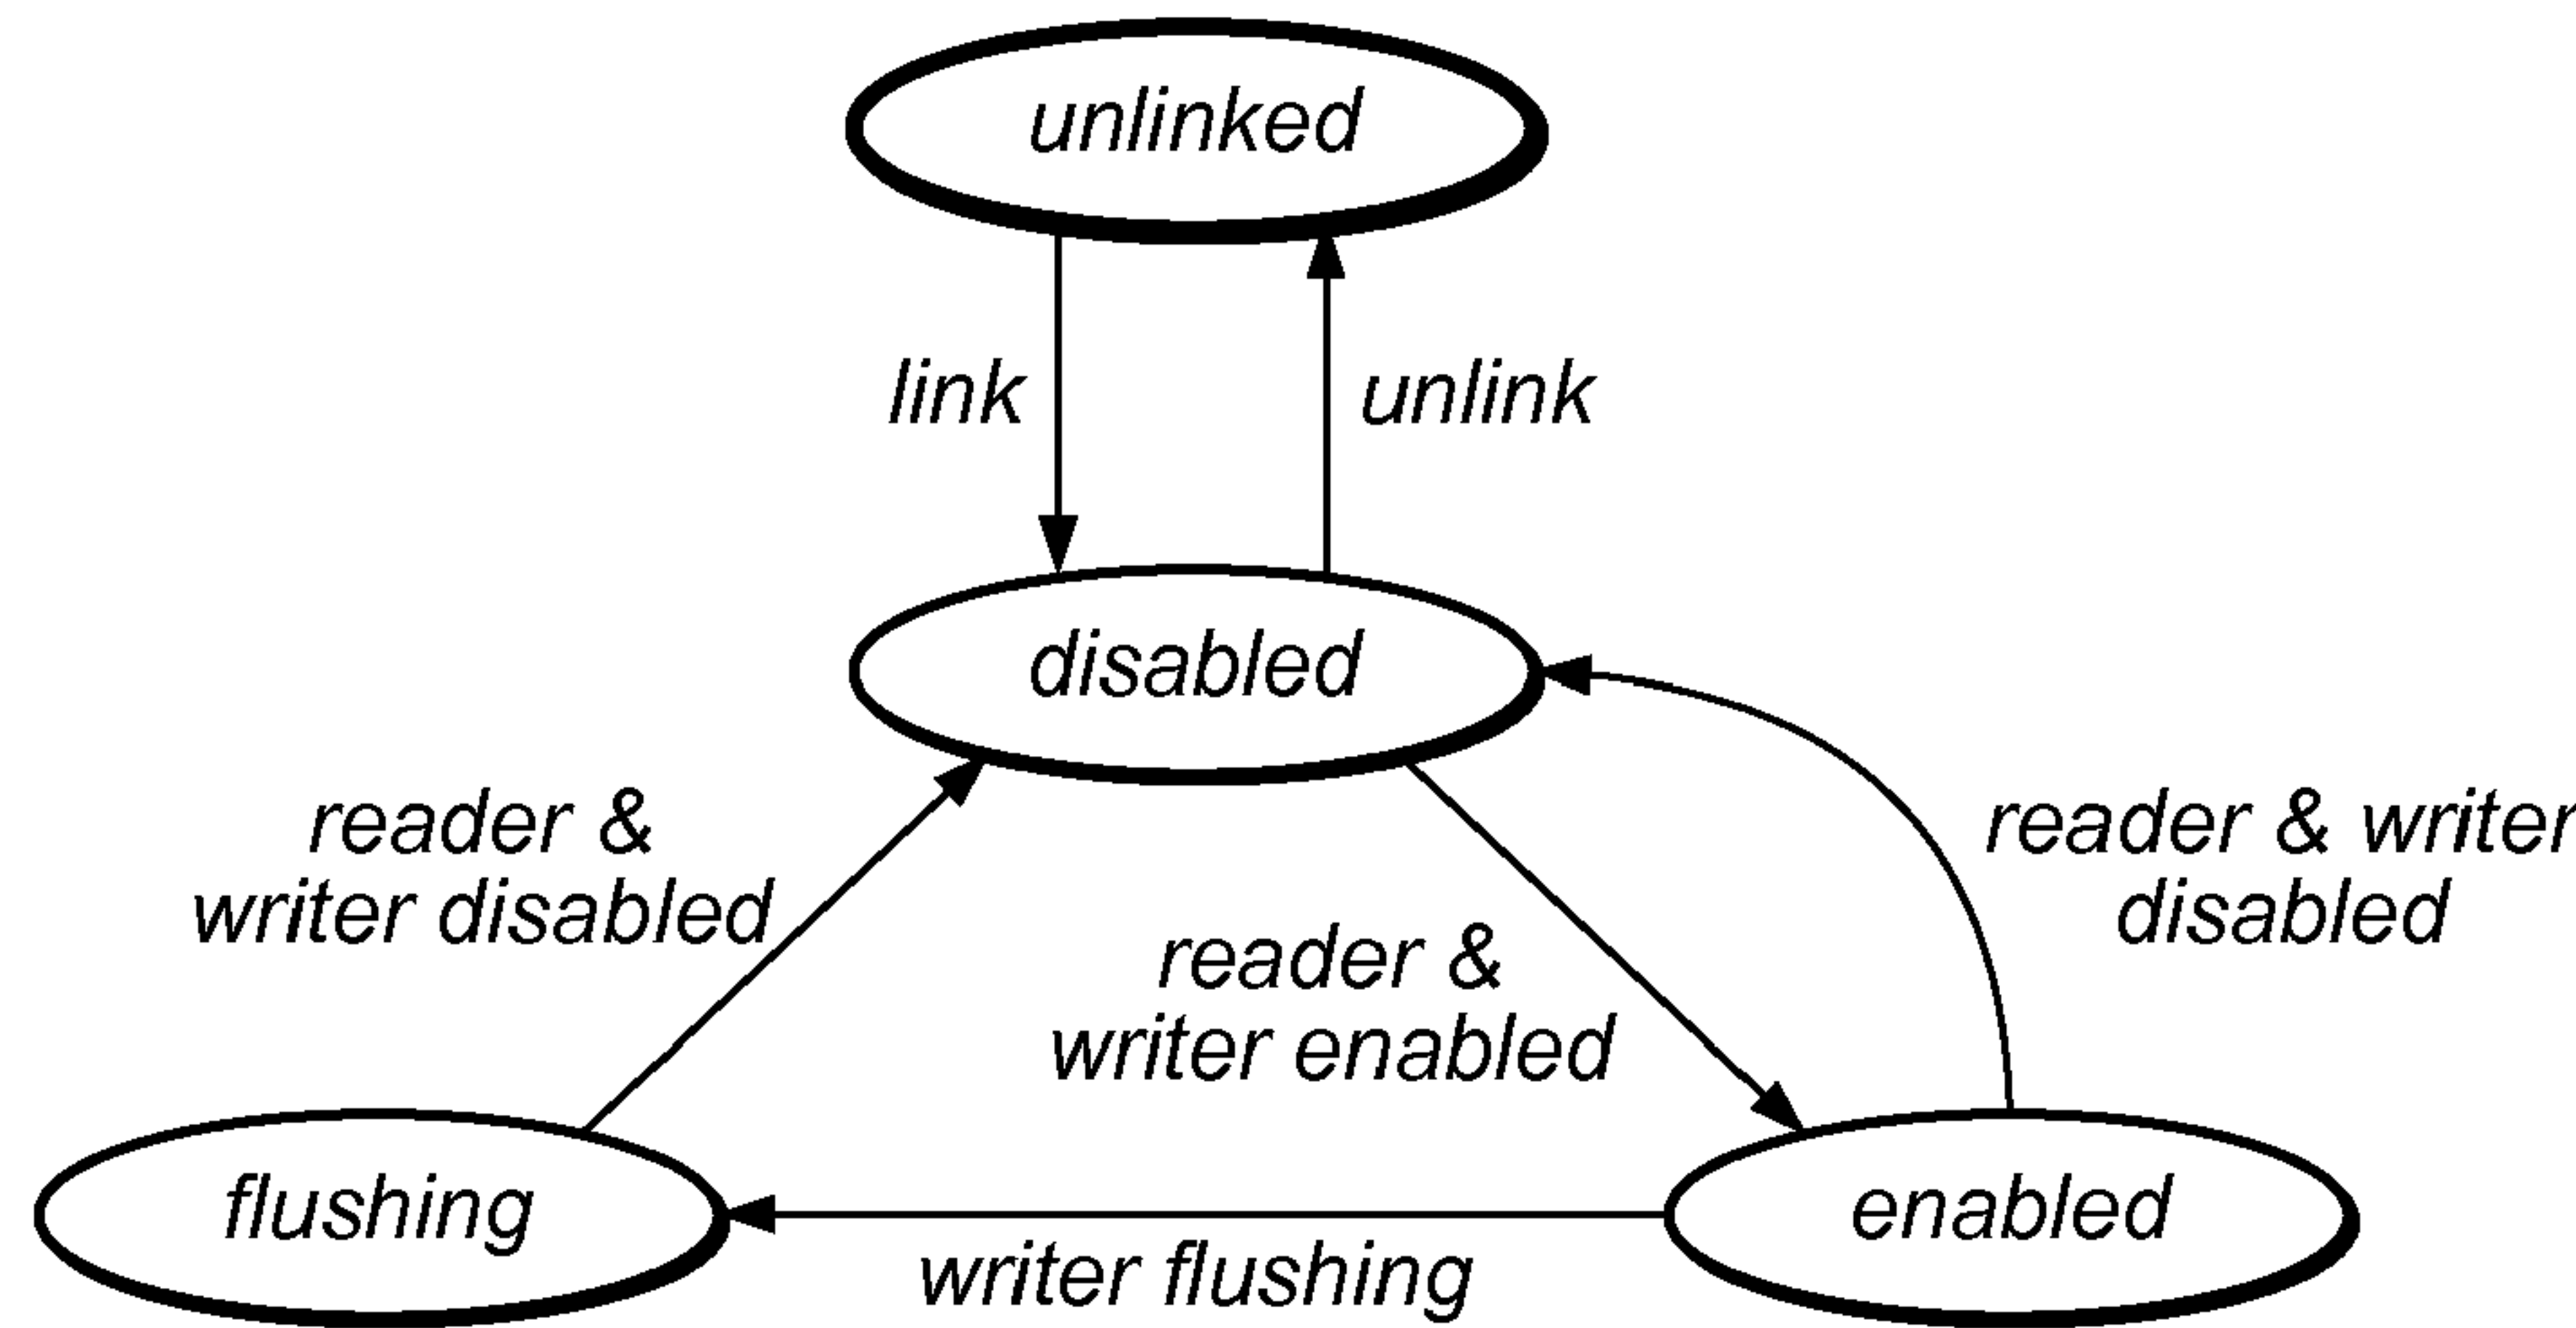 unlinked
link
unlink
disabled
reader &
writer disabled
reader &
writer enabled
reader & writer
disabled
flushing
writer flushing
enabled